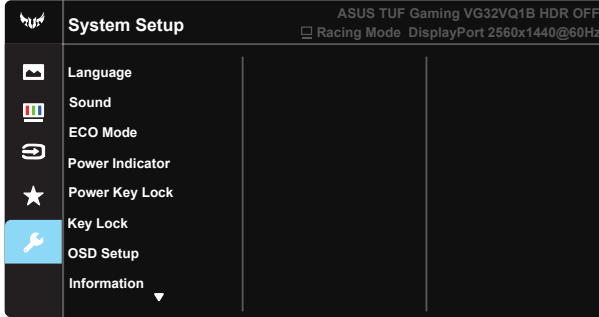 System Setup
ASUS TUF Gaming VG32VQ1B HDR OFF
Racing Mode DisplayPort 2560x1440@60Hz
Language
Sound
ECO Mode
Power Indicator
Power Key Lock
Key Lock
OSD Setup
Information